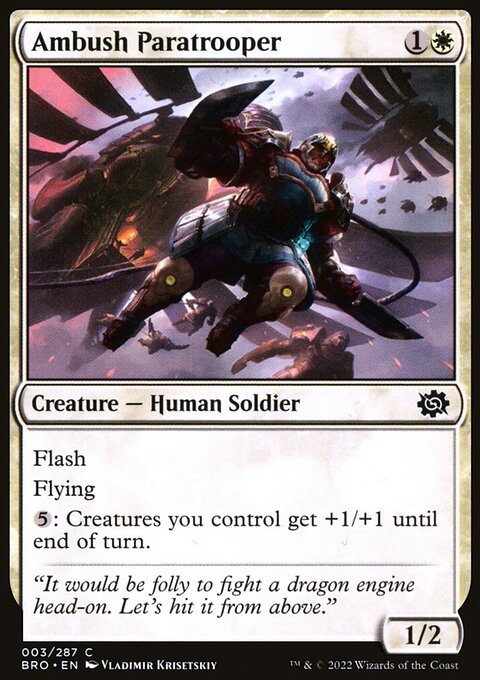 Ambush Paratrooper 1
Creature — Human Soldier
Flash
Flying
5: Creatures you control get +1/+1 until
end of turn.
“It would be folly to fight a dragon engine
head-on. Let’s hit it from above.”
1/2
003/287 C
BRO • EN Vladimir Krisetskiy
™ & © 2022 Wizards of the Coast